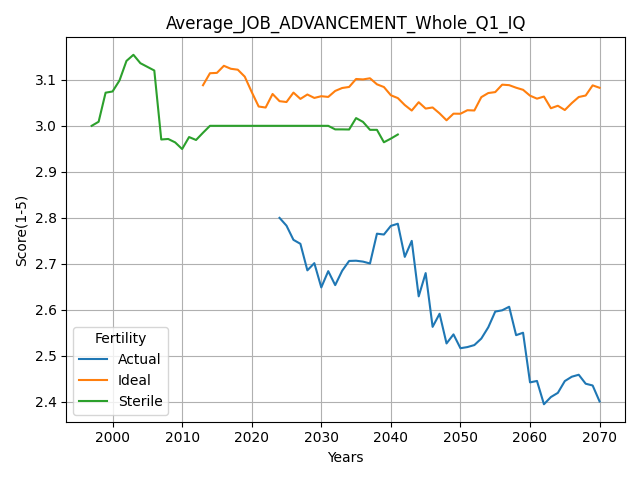 Average_JOB_ADVANCEMENT_Whole_Q1_IQ
Score(1-5)
3.1
3.0
2.9
2.8
2.7
2.6
2.5
2.4
Fertility
Actual
Ideal
Sterile
2000 2010 2020 2030 2040 2050 2060 2070
Years